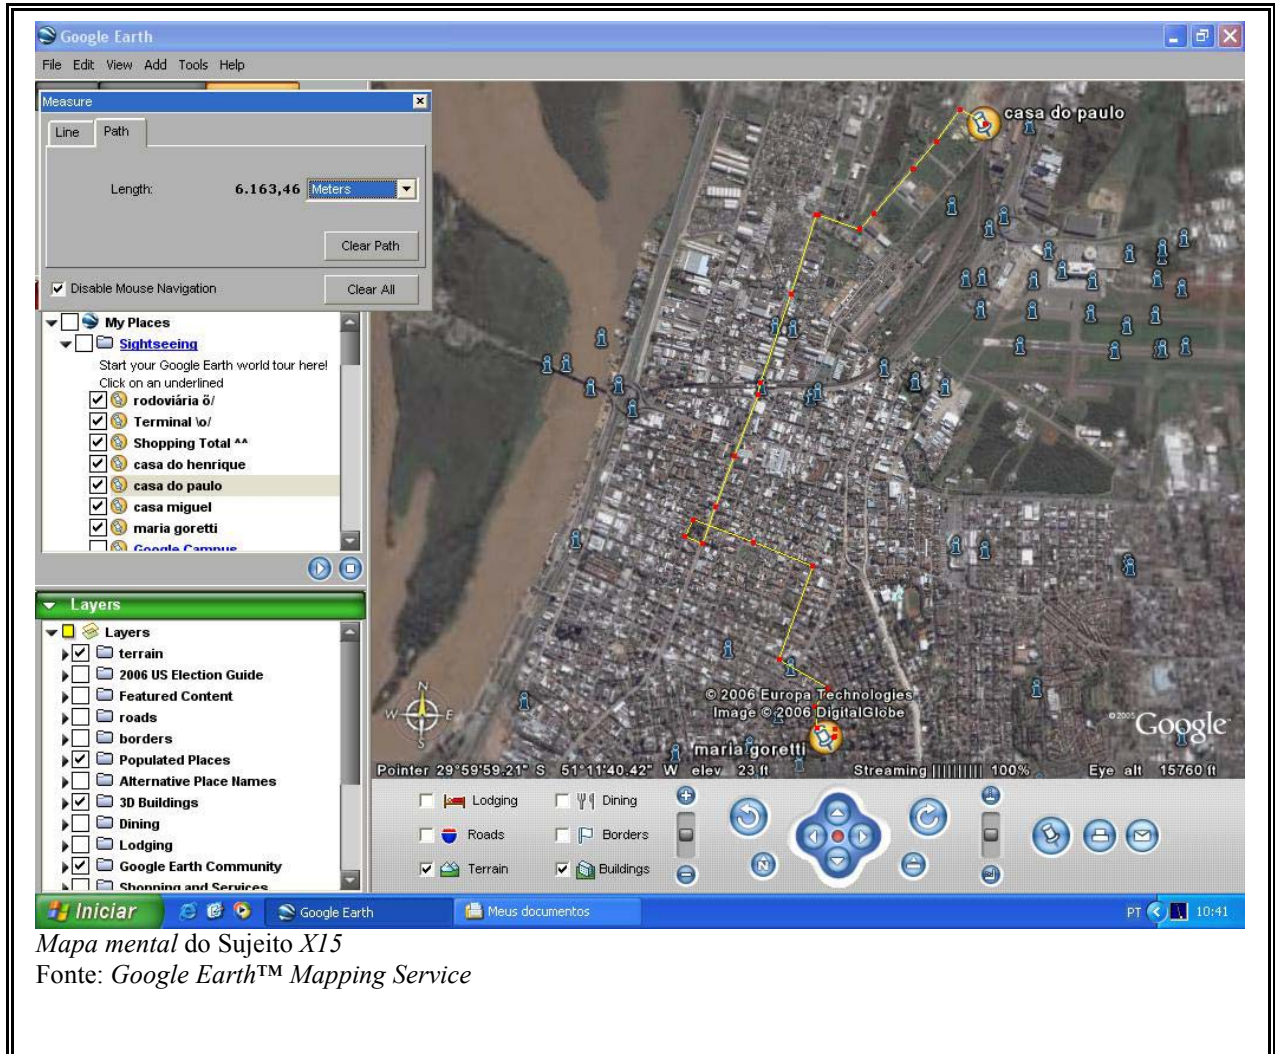 Google Earth
File Edit View Add Tools Help
Measure
Line Path
Length: 6.163,46 Meters
Clear Path
Disable Mouse Navigation
Clear All
My Places
Sightseeing
Start your Google Earth world tour here!
Click on an underlined
rodoviária õ/
Terminal \o/
Shopping Total ^^
casa do henrique
casa do paulo
casa miguel
maria goretti
Google Campus
Layers
Layers
terrain
2006 US Election Guide
Featured Content
roads
borders
Populated Places
Alternative Place Names
3D Buildings
Dining
Lodging
Google Earth Community
Shopping and Services
casa do paulo
N
W E
S
© 2006 Europa Technologies
Image © 2006 DigitalGlobe
©2005 Google
maria goretti
Pointer 29°59'59.21" S 51°11'40.42" W elev 23 ft Streaming |||||||||| 100% Eye alt 15760 ft
Lodging Dining
Roads Borders
Terrain Buildings
N
Iniciar Google Earth Meus documentos PT 10:41
Mapa mental do Sujeito X15
Fonte: Google Earth™ Mapping Service